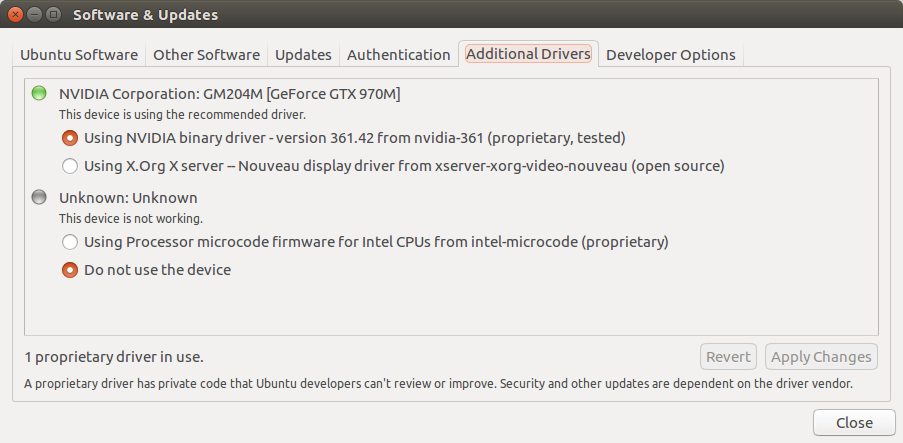 Software & Updates
Ubuntu Software Other Software Updates Authentication Additional Drivers Developer Options
NVIDIA Corporation: GM204M [GeForce GTX 970M]
This device is using the recommended driver.
Using NVIDIA binary driver - version 361.42 from nvidia-361 (proprietary, tested)
Using X.Org X server -- Nouveau display driver from xserver-xorg-video-nouveau (open source)
Unknown: Unknown
This device is not working.
Using Processor microcode firmware for Intel CPUs from intel-microcode (proprietary)
Do not use the device
1 proprietary driver in use.
Revert Apply Changes
A proprietary driver has private code that Ubuntu developers can't review or improve. Security and other updates are dependent on the driver vendor.
Close